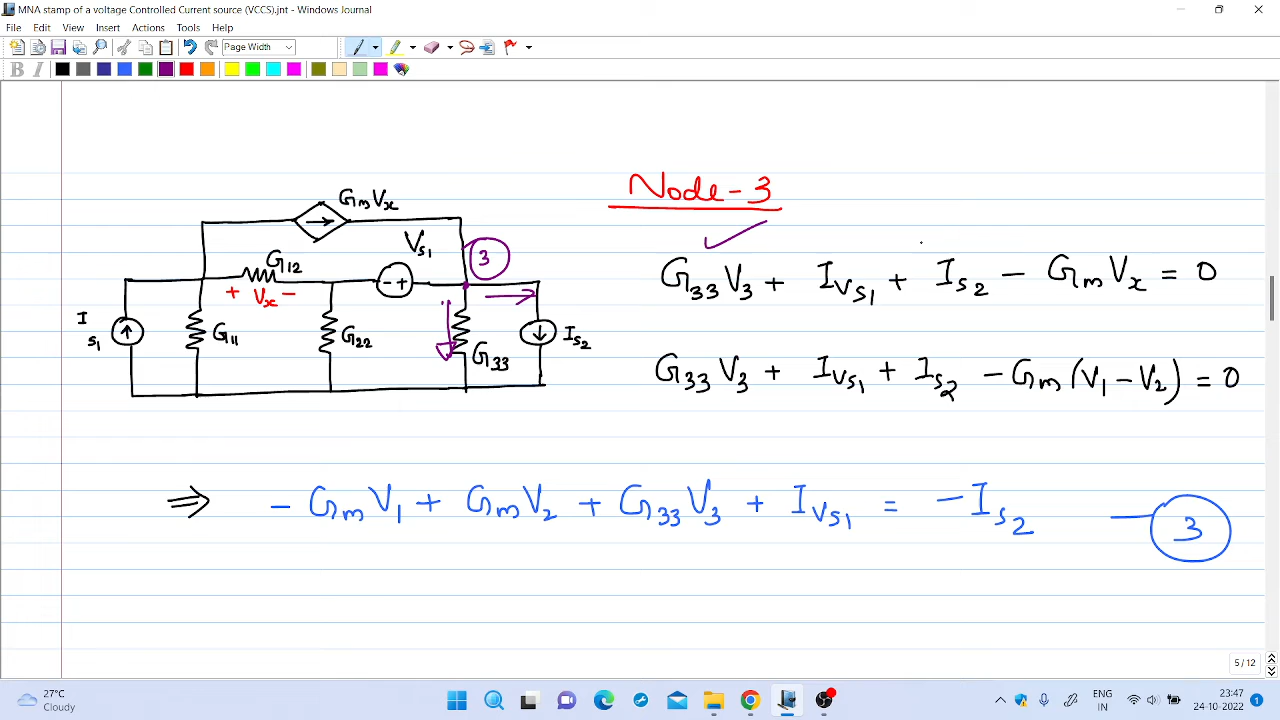 MNA stamp of a voltage Controlled Current source (VCCS).jnt - Windows Journal
File Edit View Insert Actions Tools Help
Page Width
B I
Node - 3
GmVx
Vs1
3
G12
+ Vx −
- +
Is1
G11
G22
G33
Is2
G33V3 + IVS1 + Is2 − GmVx = 0
G33V3 + IVS1 + Is2 − Gm(V1 − V2) = 0
⇒ − GmV1 + GmV2 + G33V3 + IVS1 = −Is2 — 3
5 / 12
27°C
Cloudy
ENG
IN
23:47
24-10-2022
1